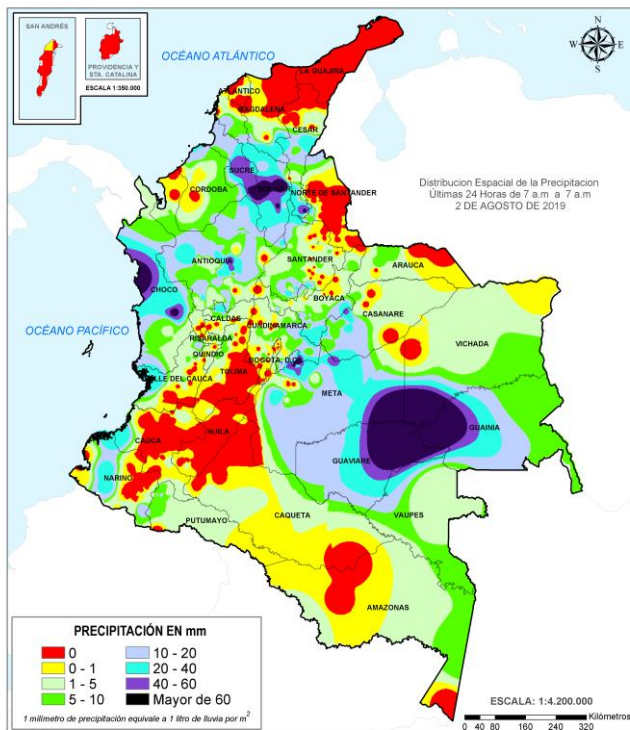 SAN ANDRÉS
PROVIDENCIA Y
STA. CATALINA
ESCALA 1:350.000
OCÉANO ATLÁNTICO
N
W
E
S
LA GUAJIRA
ATLANTICO
MAGDALENA
CESAR
SUCRE
CORDOBA
BOLIVAR
NORTE DE SANTANDER
Distribucion Espacial de la Precipitacion
Últimas 24 Horas de 7 a.m a 7 a.m
2 DE AGOSTO DE 2019
ANTIOQUIA
SANTANDER
ARAUCA
CHOCO
BOYACA
CASANARE
OCÉANO PACÍFICO
CALDAS
CUNDINAMARCA
RISARALDA
VICHADA
QUINDIO
BOGOTA, D.C.
VALLE DEL CAUCA
TOLIMA
META
GUAINIA
CAUCA
HUILA
GUAVIARE
NARIÑO
PUTUMAYO
CAQUETA
VAUPES
AMAZONAS
PRECIPITACIÓN EN mm
0
10 - 20
0 - 1
20 - 40
1 - 5
40 - 60
5 - 10
Mayor de 60
1 milimetro de precipitación equivale a 1 litro de lluvia por m²
ESCALA: 1:4.200.000
Kilómetros
0 40 80 160 240 320